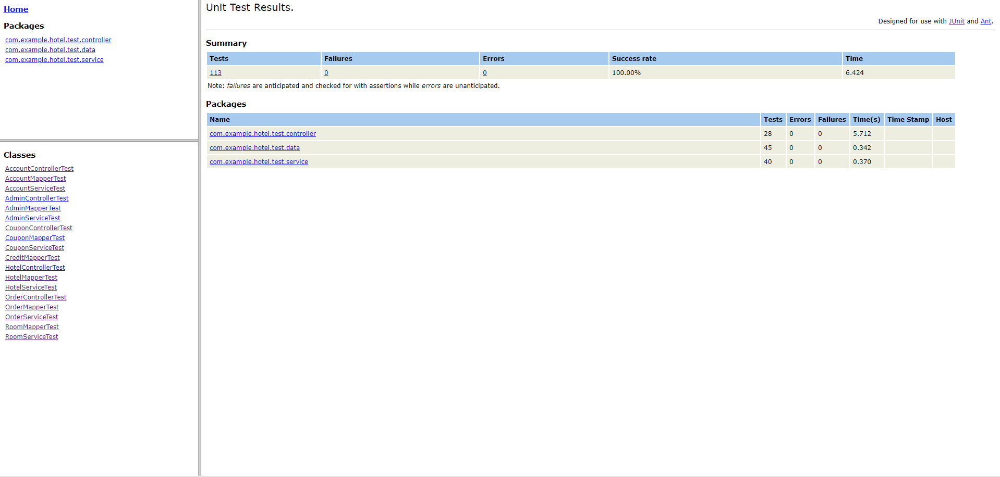 Home
Packages
com.example.hotel.test.controller
com.example.hotel.test.data
com.example.hotel.test.service
Classes
AccountControllerTest
AccountMapperTest
AccountServiceTest
AdminControllerTest
AdminMapperTest
AdminServiceTest
CouponControllerTest
CouponMapperTest
CouponServiceTest
CreditMapperTest
HotelControllerTest
HotelMapperTest
HotelServiceTest
OrderControllerTest
OrderMapperTest
OrderServiceTest
RoomMapperTest
RoomServiceTest
Unit Test Results.
Designed for use with JUnit and Ant.
Summary
Tests Failures Errors Success rate Time
113 0 0 100.00% 6.424
Note: failures are anticipated and checked for with assertions while errors are unanticipated.
Packages
Name Tests Errors Failures Time(s) Time Stamp Host
com.example.hotel.test.controller 28 0 0 5.712
com.example.hotel.test.data 45 0 0 0.342
com.example.hotel.test.service 40 0 0 0.370